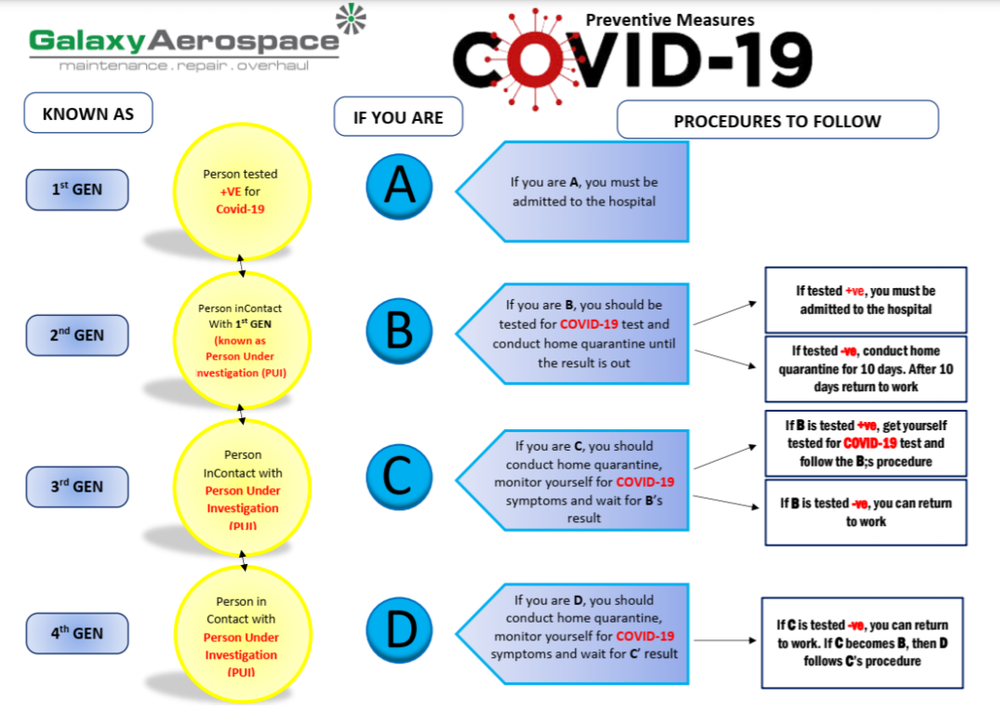 GalaxyAerospace
maintenance.repair.overhaul
Preventive Measures
COVID-19
KNOWN AS
IF YOU ARE
PROCEDURES TO FOLLOW
1st GEN
Person tested
+VE for
Covid-19
A
If you are A, you must be
admitted to the hospital
2nd GEN
Person inContact
With 1st GEN
(known as
Person Under
nvestigation (PUI)
B
If you are B, you should be
tested for COVID-19 test and
conduct home quarantine until
the result is out
If tested +ve, you must be
admitted to the hospital
If tested -ve, conduct home
quarantine for 10 days. After 10
days return to work
3rd GEN
Person
InContact with
Person Under
Investigation
(PUI)
C
If you are C, you should
conduct home quarantine,
monitor yourself for COVID-19
symptoms and wait for B's
result
If B is tested +ve, get yourself
tested for COVID-19 test and
follow the B;s procedure
If B is tested -ve, you can return
to work
4th GEN
Person in
Contact with
Person Under
Investigation
(PUI)
D
If you are D, you should
conduct home quarantine,
monitor yourself for COVID-19
symptoms and wait for C' result
If C is tested -ve, you can return
to work. If C becomes B, then D
follows C's procedure